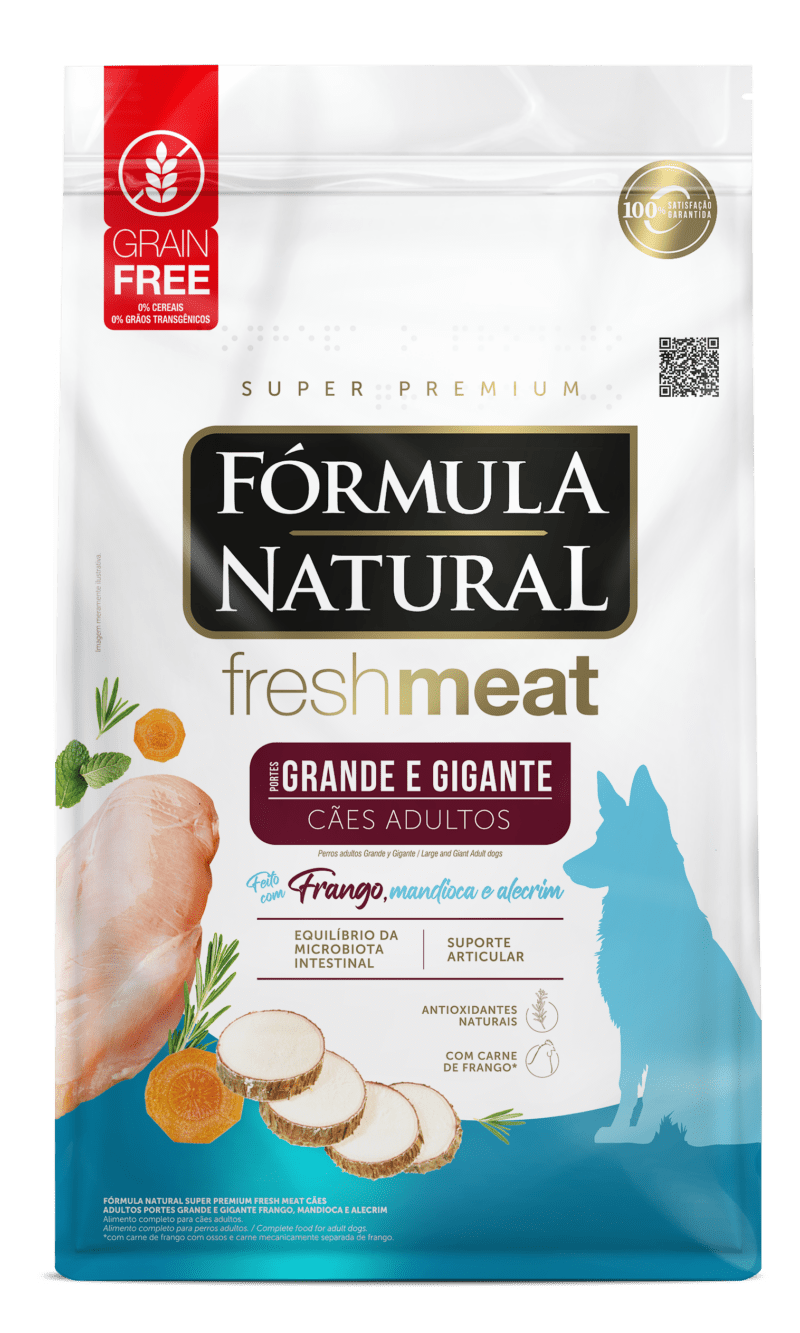 GRAIN
FREE
0% CEREAIS
0% GRÃOS TRANSGÊNICOS
100% SATISFAÇÃO
GARANTIDA
SUPER PREMIUM
FÓRMULA
NATURAL
freshmeat
PORTES
GRANDE E GIGANTE
CÃES ADULTOS
Perros adultos Grande y Gigante / Large and Giant Adult dogs
Feito
com Frango, mandioca e alecrim
EQUILÍBRIO DA
MICROBIOTA
INTESTINAL
SUPORTE
ARTICULAR
ANTIOXIDANTES
NATURAIS
COM CARNE
DE FRANGO*
Imagem meramente ilustrativa.
FÓRMULA NATURAL SUPER PREMIUM FRESH MEAT CÃES
ADULTOS PORTES GRANDE E GIGANTE FRANGO, MANDIOCA E ALECRIM
Alimento completo para cães adultos.
Alimento completo para perros adultos. / Complete food for adult dogs.
*com carne de frango com ossos e carne mecanicamente separada de frango.